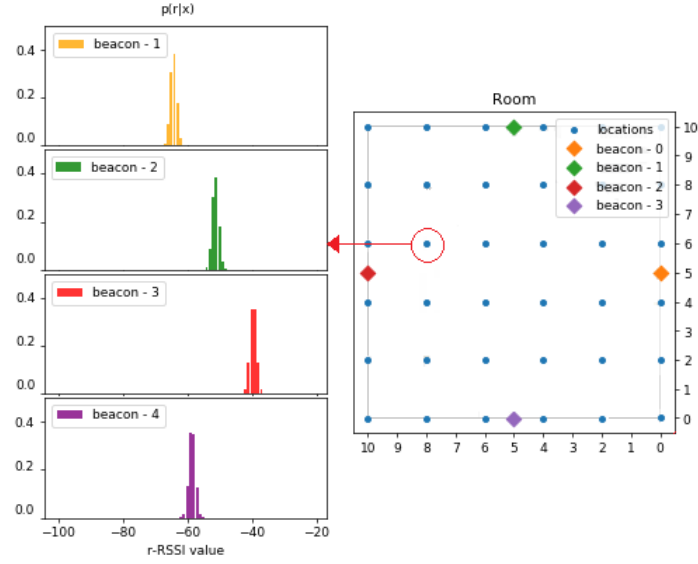 p(r|x)
0.4
0.2
0.0
beacon - 1
0.4
0.2
0.0
beacon - 2
0.4
0.2
0.0
beacon - 3
0.4
0.2
0.0
beacon - 4
−100 −80 −60 −40 −20
r-RSSI value
Room
locations
beacon - 0
beacon - 1
beacon - 2
beacon - 3
10
9
8
7
6
5
4
3
2
1
0
10 9 8 7 6 5 4 3 2 1 0